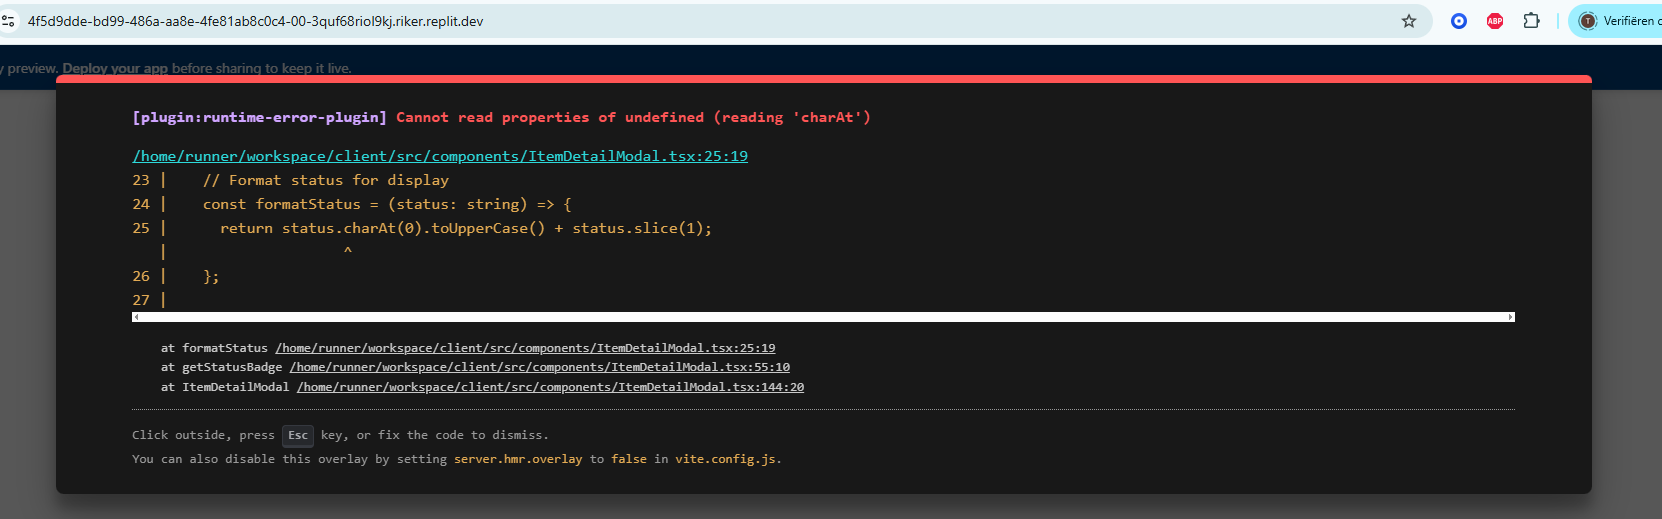 4f5d9dde-bd99-486a-aa8e-4fe81ab8c0c4-00-3quf68riol9kj.riker.replit.dev
ABP
T
Verifiëren
y preview. Deploy your app before sharing to keep it live.
[plugin:runtime-error-plugin] Cannot read properties of undefined (reading 'charAt')
/home/runner/workspace/client/src/components/ItemDetailModal.tsx:25:19
23 |    // Format status for display
24 |    const formatStatus = (status: string) => {
25 |      return status.charAt(0).toUpperCase() + status.slice(1);
   |                    ^
26 |    };
27 |
at formatStatus /home/runner/workspace/client/src/components/ItemDetailModal.tsx:25:19
at getStatusBadge /home/runner/workspace/client/src/components/ItemDetailModal.tsx:55:10
at ItemDetailModal /home/runner/workspace/client/src/components/ItemDetailModal.tsx:144:20
Click outside, press Esc key, or fix the code to dismiss.
You can also disable this overlay by setting server.hmr.overlay to false in vite.config.js.